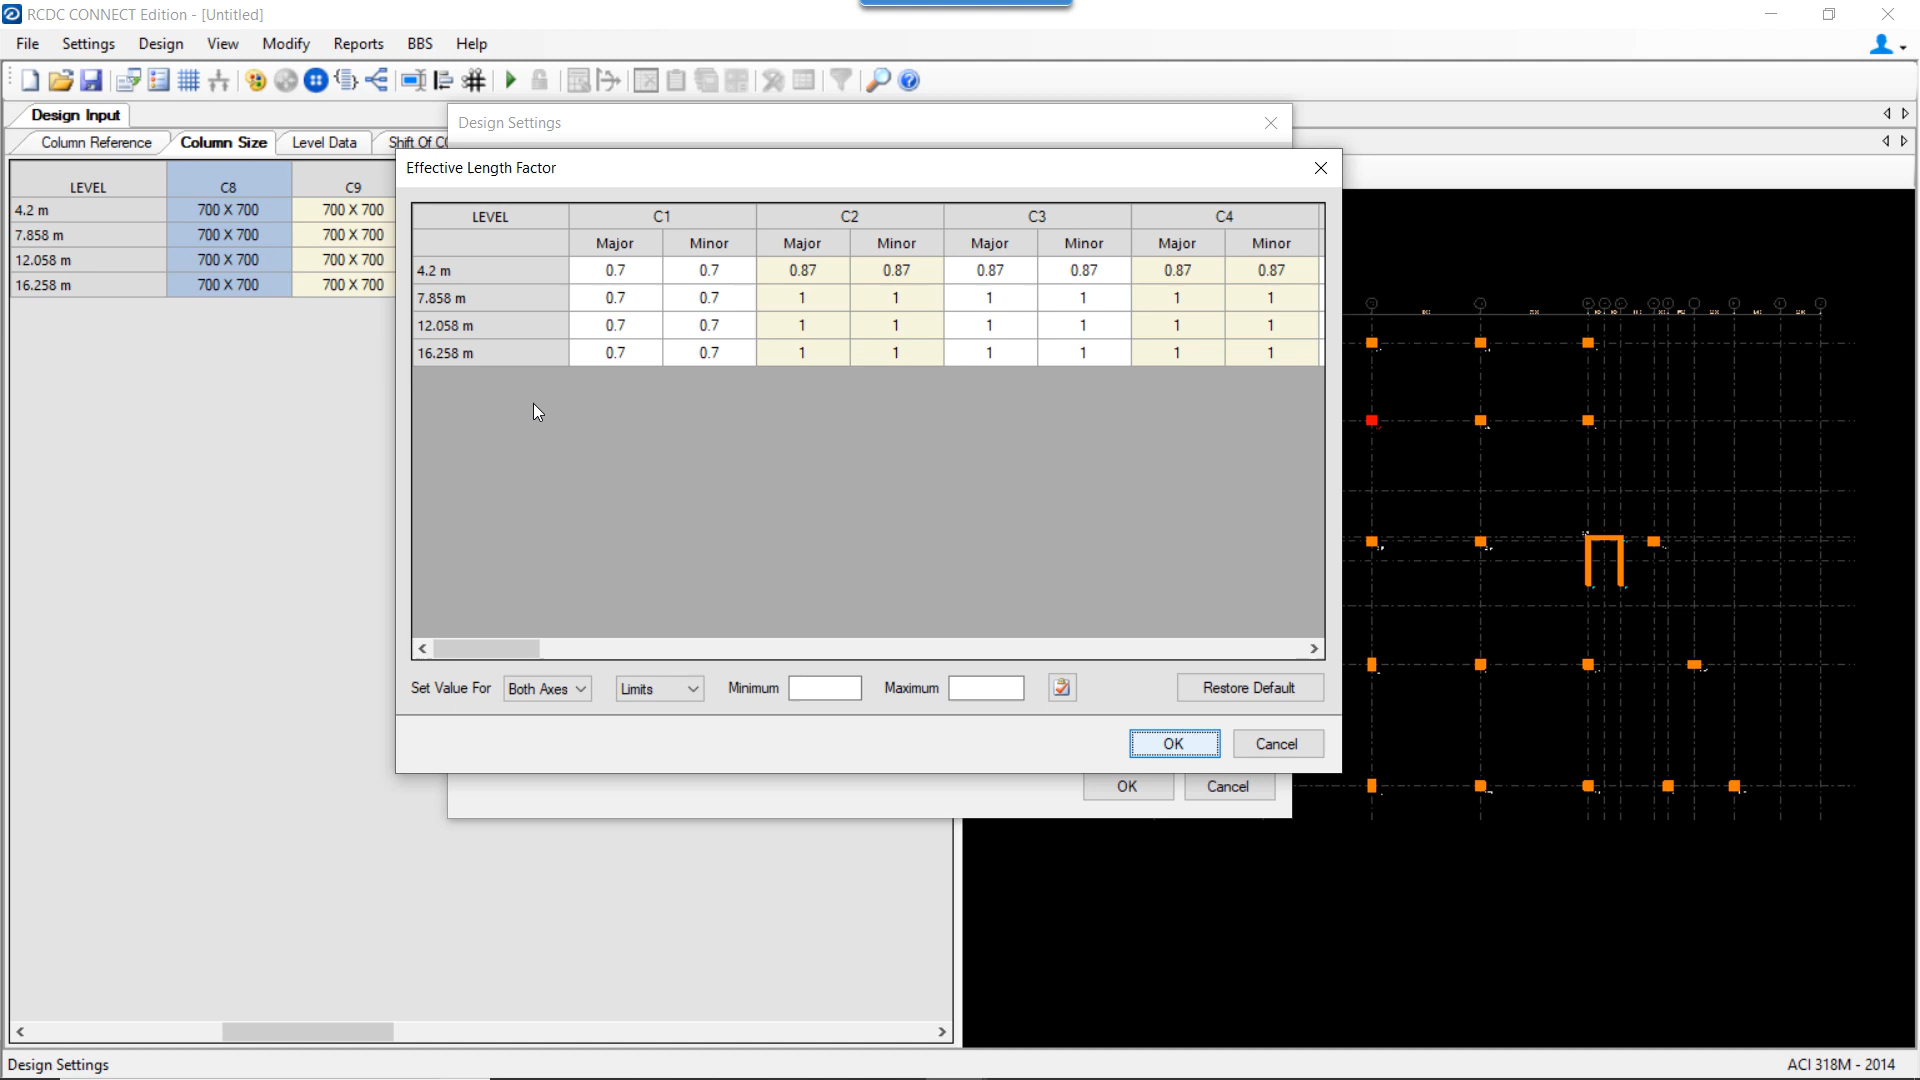 RCDC CONNECT Edition - [Untitled]
File Settings Design View Modify Reports BBS Help
Design Input
Design Settings
Column Reference Column Size Level Data Shift Of
Effective Length Factor
LEVEL C8 C9
4.2 m 700 X 700 700 X 700
7.858 m 700 X 700 700 X 700
12.058 m 700 X 700 700 X 700
16.258 m 700 X 700 700 X 700
LEVEL C1 C2 C3 C4
Major Minor Major Minor Major Minor Major Minor
4.2 m 0.7 0.7 0.87 0.87 0.87 0.87 0.87 0.87
7.858 m 0.7 0.7 1 1 1 1 1 1
12.058 m 0.7 0.7 1 1 1 1 1 1
16.258 m 0.7 0.7 1 1 1 1 1 1
Set Value For Both Axes Limits Minimum Maximum Restore Default
OK Cancel
OK Cancel
Design Settings
ACI 318M - 2014